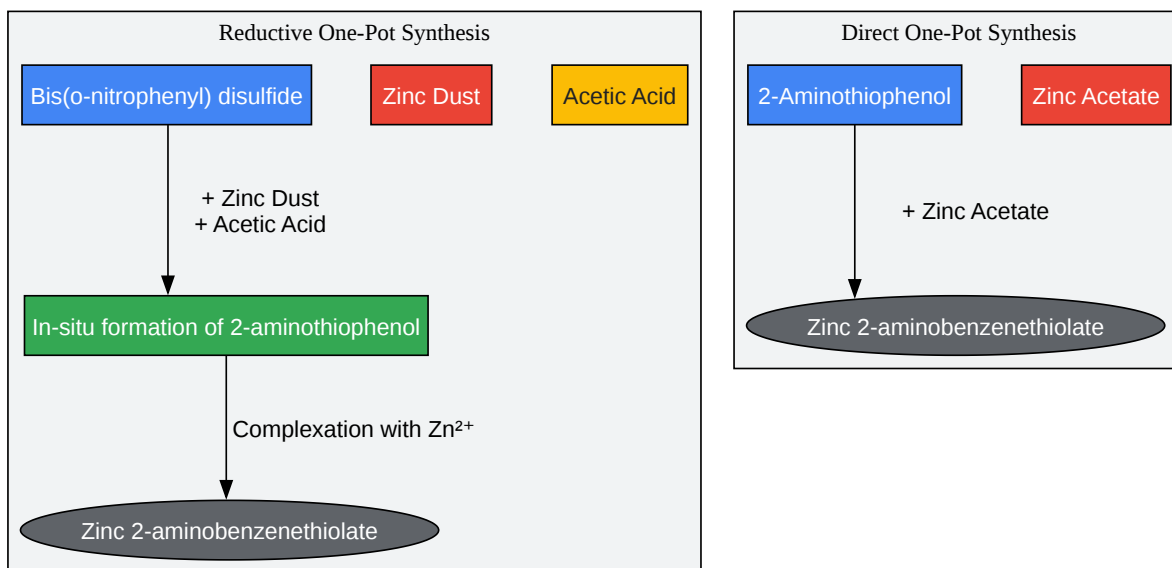 Reductive One-Pot Synthesis
Bis(o-nitrophenyl) disulfide
Zinc Dust
Acetic Acid
+ Zinc Dust
+ Acetic Acid
In-situ formation of 2-aminothiophenol
Complexation with Zn²⁺
Zinc 2-aminobenzenethiolate
Direct One-Pot Synthesis
2-Aminothiophenol
Zinc Acetate
+ Zinc Acetate
Zinc 2-aminobenzenethiolate